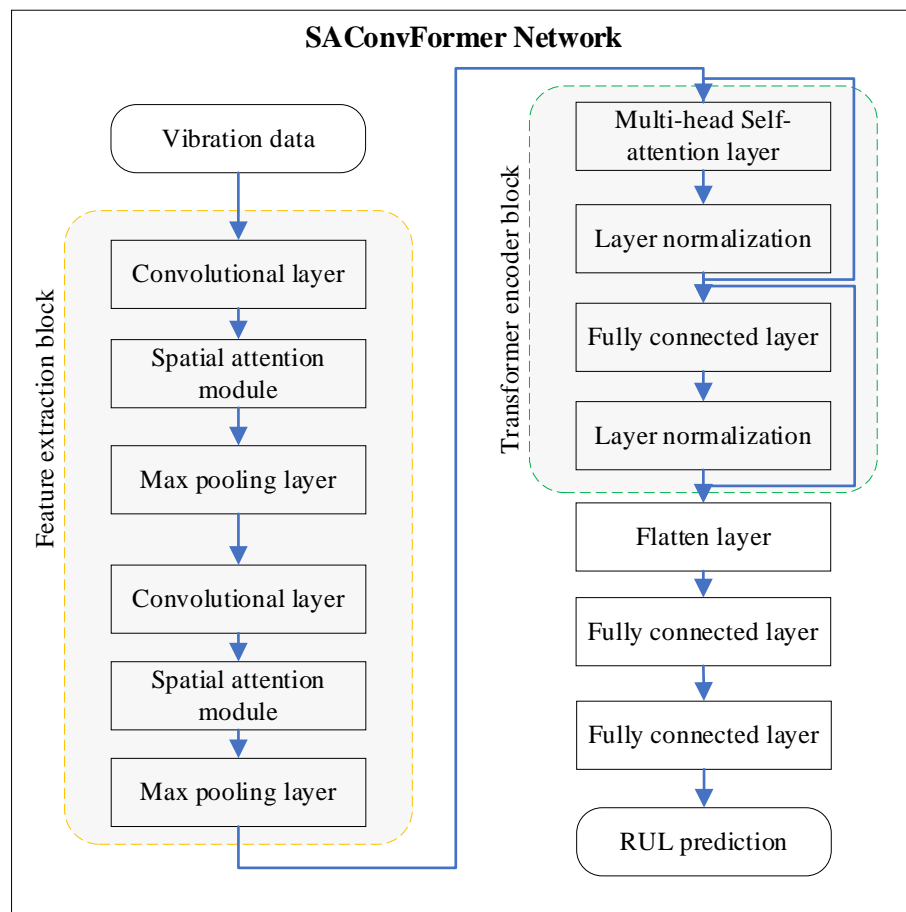 SAConvFormer Network
Vibration data
Feature extraction block
Convolutional layer
Spatial attention
module
Max pooling layer
Convolutional layer
Spatial attention
module
Max pooling layer
Transformer encoder block
Multi-head Self-
attention layer
Layer normalization
Fully connected layer
Layer normalization
Flatten layer
Fully connected layer
Fully connected layer
RUL prediction